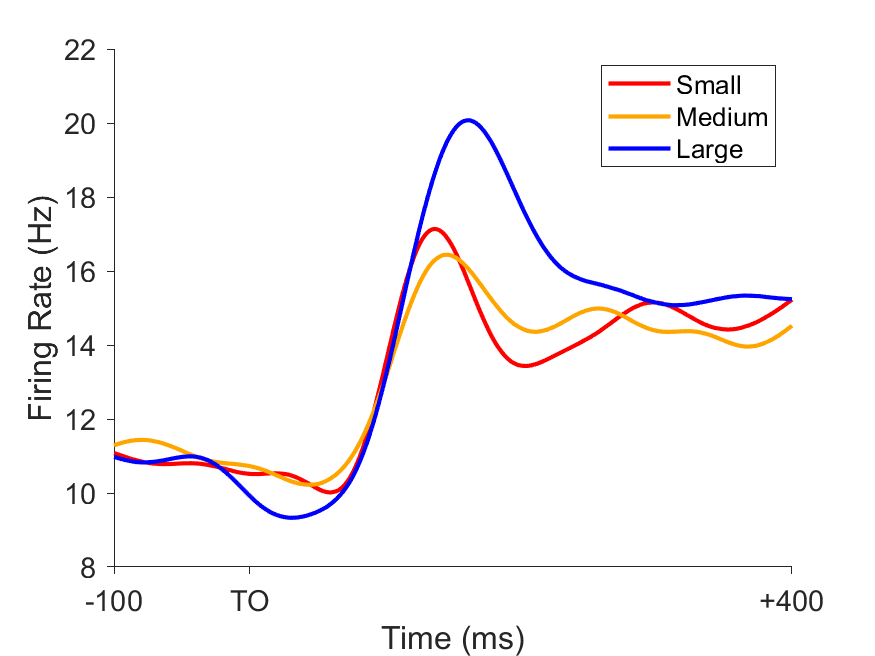 22
20
18
16
14
12
10
8
Firing Rate (Hz)
Small
Medium
Large
-100
TO
+400
Time (ms)